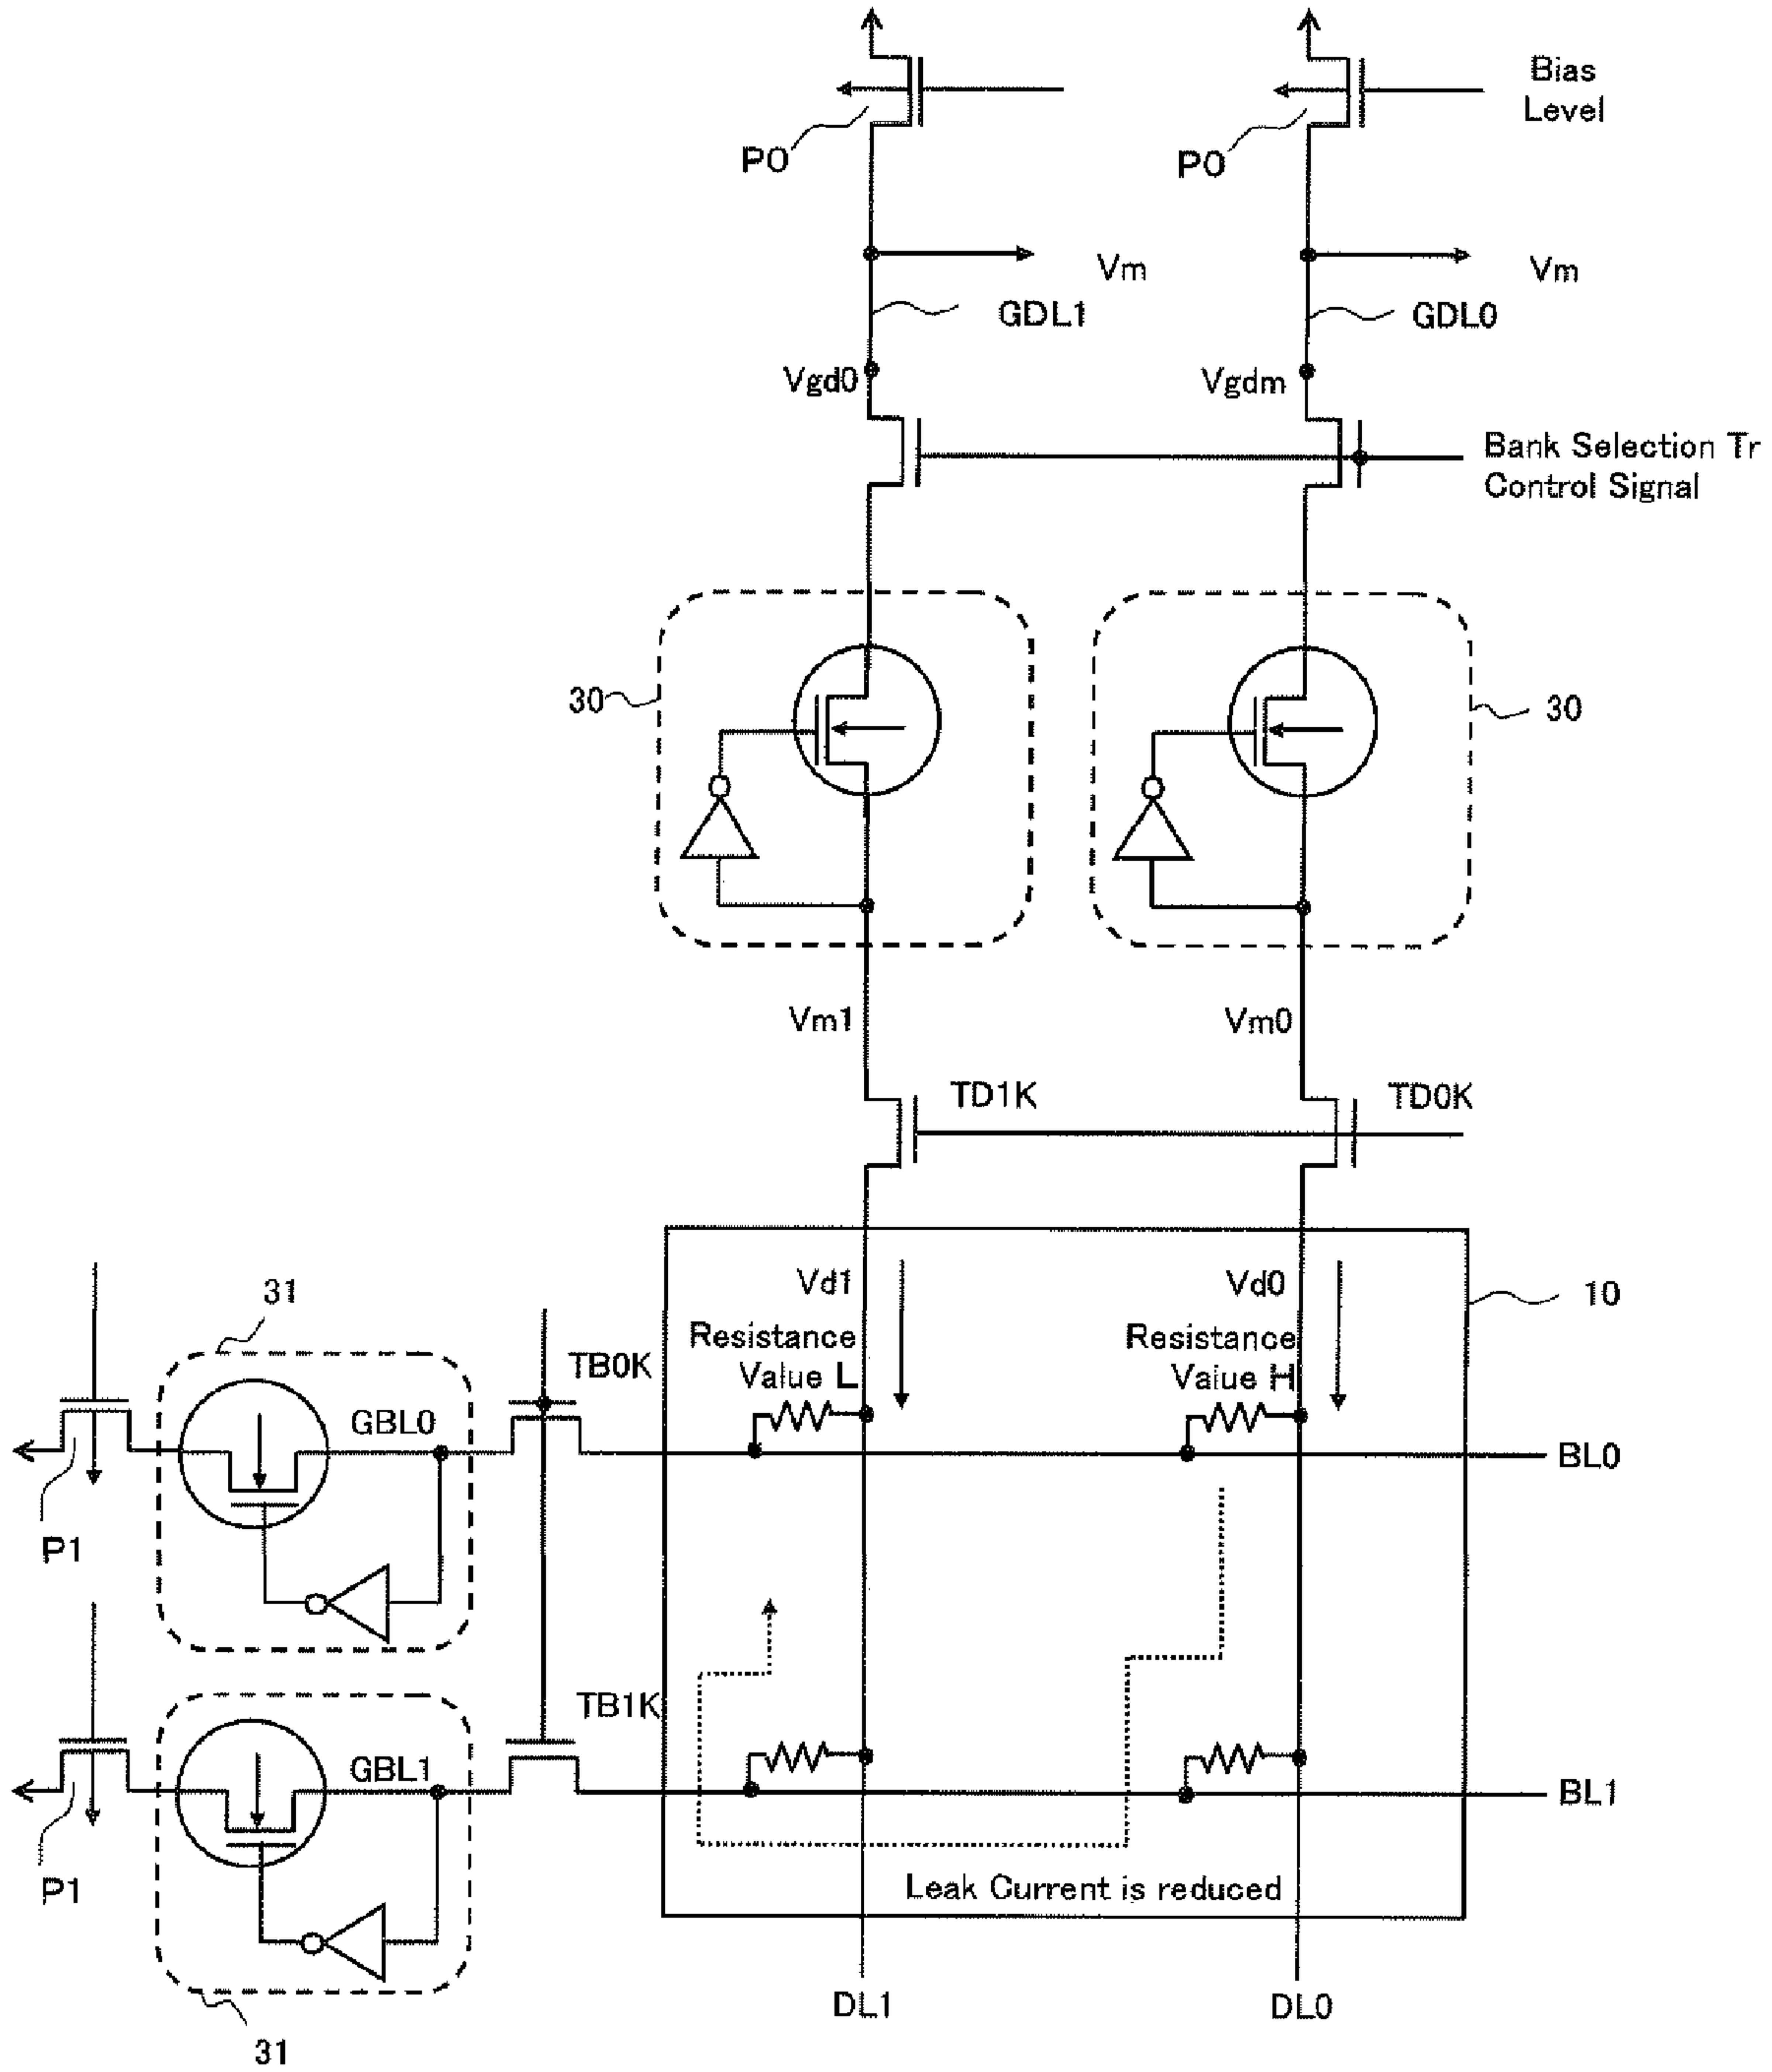 Bias
Level
P0
P0
Vm
Vm
GDL1
GDL0
Vgd0
Vgdm
Bank Selection Tr
Control Signal
30
30
Vm1
Vm0
TD1K
TD0K
31
Vd1
Vd0
10
Resistance
Value L
Resistance
Value H
TB0K
GBL0
BL0
P1
TB1K
GBL1
BL1
P1
Leak Current is reduced
DL1
DL0
31